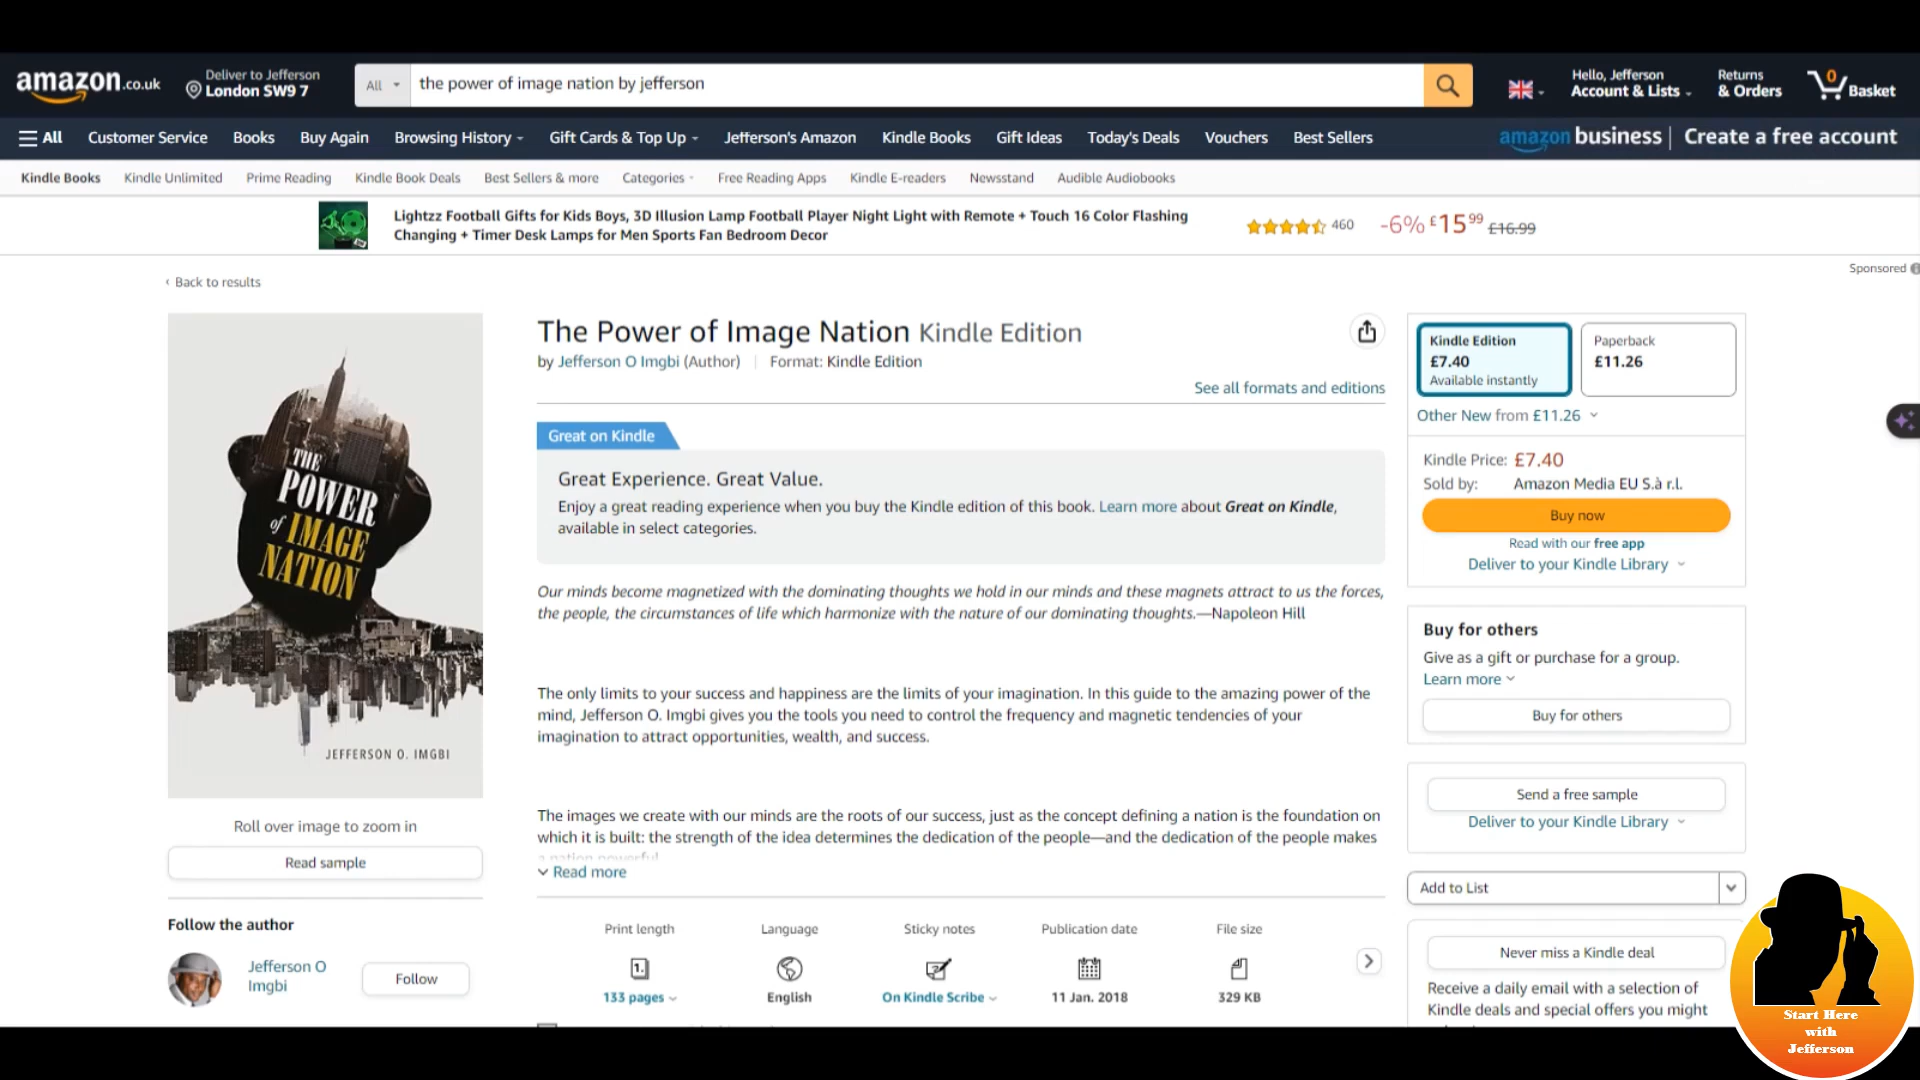 amazon.co.uk
Deliver to Jefferson
London SW9 7
All
the power of image nation by jefferson
Hello, Jefferson
Account & Lists
Returns
& Orders
0
Basket
All
Customer Service
Books
Buy Again
Browsing History
Gift Cards & Top Up
Jefferson's Amazon
Kindle Books
Gift Ideas
Today's Deals
Vouchers
Best Sellers
amazon business | Create a free account
Kindle Books
Kindle Unlimited
Prime Reading
Kindle Book Deals
Best Sellers & more
Categories
Free Reading Apps
Kindle E-readers
Newsstand
Audible Audiobooks
Lightzz Football Gifts for Kids Boys, 3D Illusion Lamp Football Player Night Light with Remote + Touch 16 Color Flashing
Changing + Timer Desk Lamps for Men Sports Fan Bedroom Decor
460
-6% £15 99 £16.99
Sponsored
‹ Back to results
THE
POWER
of IMAGE
NATION
JEFFERSON O. IMGBI
Roll over image to zoom in
Read sample
Follow the author
Jefferson O
Imgbi
Follow
The Power of Image Nation Kindle Edition
by Jefferson O Imgbi (Author) | Format: Kindle Edition
See all formats and editions
Great on Kindle
Great Experience. Great Value.
Enjoy a great reading experience when you buy the Kindle edition of this book. Learn more about Great on Kindle,
available in select categories.
Our minds become magnetized with the dominating thoughts we hold in our minds and these magnets attract to us the forces,
the people, the circumstances of life which harmonize with the nature of our dominating thoughts.—Napoleon Hill
The only limits to your success and happiness are the limits of your imagination. In this guide to the amazing power of the
mind, Jefferson O. Imgbi gives you the tools you need to control the frequency and magnetic tendencies of your
imagination to attract opportunities, wealth, and success.
The images we create with our minds are the roots of our success, just as the concept defining a nation is the foundation on
which it is built: the strength of the idea determines the dedication of the people—and the dedication of the people makes
a nation powerful.
Read more
Print length
1.
133 pages
Language
English
Sticky notes
On Kindle Scribe
Publication date
11 Jan. 2018
File size
329 KB
Kindle Edition
£7.40
Available instantly
Paperback
£11.26
Other New from £11.26
Kindle Price: £7.40
Sold by: Amazon Media EU S.à r.l.
Buy now
Read with our free app
Deliver to your Kindle Library
Buy for others
Give as a gift or purchase for a group.
Learn more
Buy for others
Send a free sample
Deliver to your Kindle Library
Add to List
Never miss a Kindle deal
Receive a daily email with a selection of
Kindle deals and special offers you might
Start Here
with
Jefferson